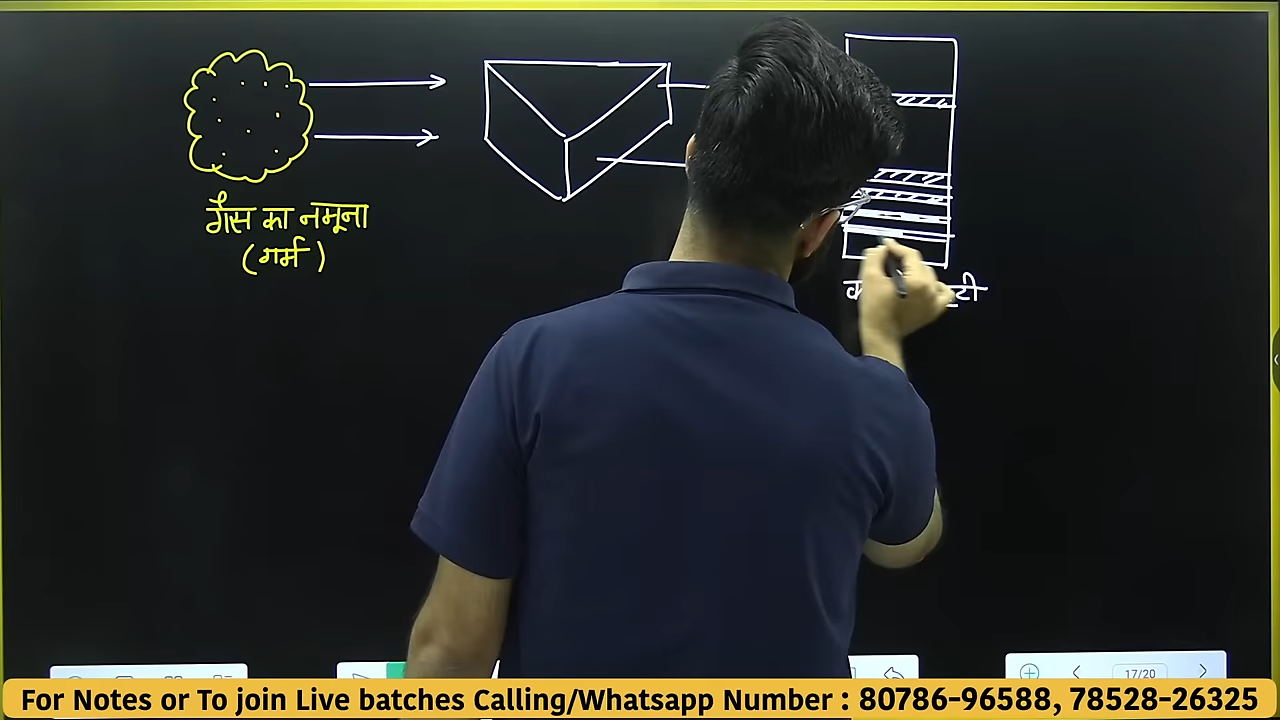 गैस का नमूना
(गर्म)
17/20
For Notes or To join Live batches Calling/Whatsapp Number : 80786-96588, 78528-26325